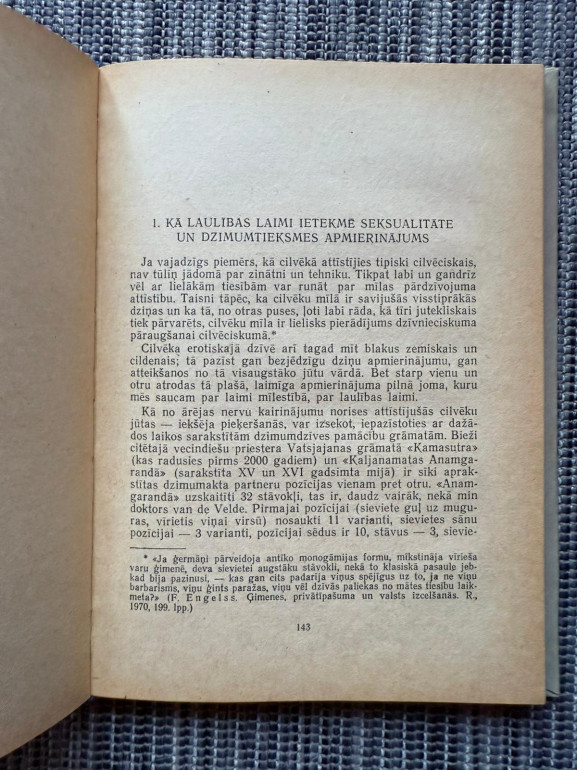 1. KĀ LAULĪBAS LAIMI IETEKMĒ SEKSUALITĀTE
UN DZIMUMTIEKSMES APMIERINĀJUMS
Ja vajadzīgs piemērs, kā cilvēkā attīstījies tipiski cilvēciskais,
nav tūliņ jādomā par zinātni un tehniku. Tikpat labi un gandrīz
vēl ar lielākām tiesībām var runāt par mīlas pārdzīvojuma
attīstību. Taisni tāpēc, ka cilvēku mīlā ir savijušās visstiprākās
dziņas un ka tā, no otras puses, ļoti labi rāda, kā tīri jutekliskais
tiek pārvarēts, cilvēku mīla ir lielisks pierādījums dzīvnieciskuma
pāraugšanai cilvēciskumā.*
Cilvēka erotiskajā dzīvē arī tagad mīt blakus zemiskais un
cildenais; tā pazīst gan bezjēdzīgu dziņu apmierinājumu, gan
atteikšanos no tā visaugstāko jūtu vārdā. Bet starp vienu un
otru atrodas tā plašā, laimīga apmierinājuma pilnā joma, kuru
mēs saucam par laimi mīlestībā, par laulības laimi.
Kā no ārējas nervu kairinājumu norises attīstījušās cilvēku
jūtas — iekšēja pieķeršanās, var izsekot, iepazīstoties ar dažā-
dos laikos sarakstītām dzimumdzīves pamācību grāmatām. Bieži
citētajā vecindiešu priestera Vatsjajanas grāmatā «Kamasutra»
(kas radusies pirms 2000 gadiem) un «Kaljanamatas Anamga-
randā» (sarakstīta XV un XVI gadsimta mijā) ir sīki aprak-
stītas dzimumakta partneru pozīcijas vienam pret otru. «Anam-
garandā» uzskaitīti 32 stāvokļi, tas ir, daudz vairāk, nekā min
doktors van de Velde. Pirmajai pozīcijai (sieviete guļ uz mugu-
ras, vīrietis viņai virsū) nosaukti 11 varianti, sievietes sānu
pozīcijai — 3 varianti, pozīcijai sēdus ir 10, stāvus — 3, sievie-
* «Ja ģermāņi pārveidoja antīko monogāmijas formu, mīkstināja vīrieša
varu ģimenē, deva sievietei augstāku stāvokli, nekā to klasiskā pasaule jeb-
kad bija pazinusi, — kas gan cits padarīja viņus spējīgus uz to, ja ne viņu
barbarisms, viņu ģints paražas, viņu vēl dzīvās paliekas no mātes tiesību laik-
meta?» (F. Engelss. Ģimenes, privātīpašuma un valsts izcelšanās. R.,
1970, 199. lpp.)
143